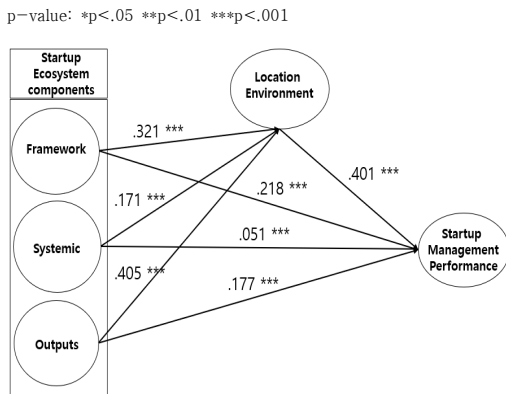 p-value: *p<.05 **p<.01 ***p<.001
Startup
Ecosystem
components
Location
Environment
Framework
.321 ***
.401 ***
.171 ***
.218 ***
Systemic
.051 ***
Startup
Management
Performance
.405 ***
.177 ***
Outputs